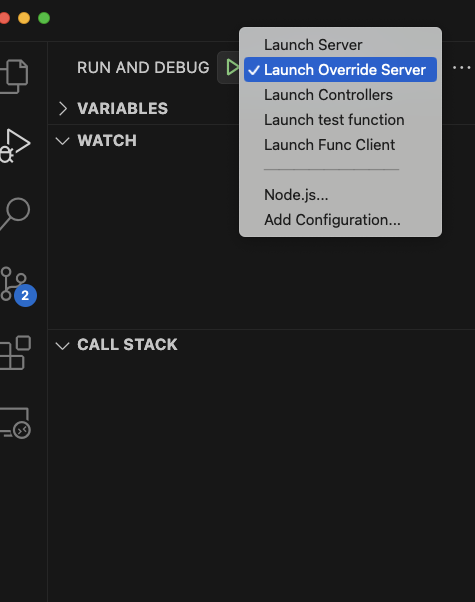 RUN AND DEBUG
Launch Server
✓ Launch Override Server
Launch Controllers
Launch test function
Launch Func Client
Node.js...
Add Configuration...
VARIABLES
WATCH
2
CALL STACK